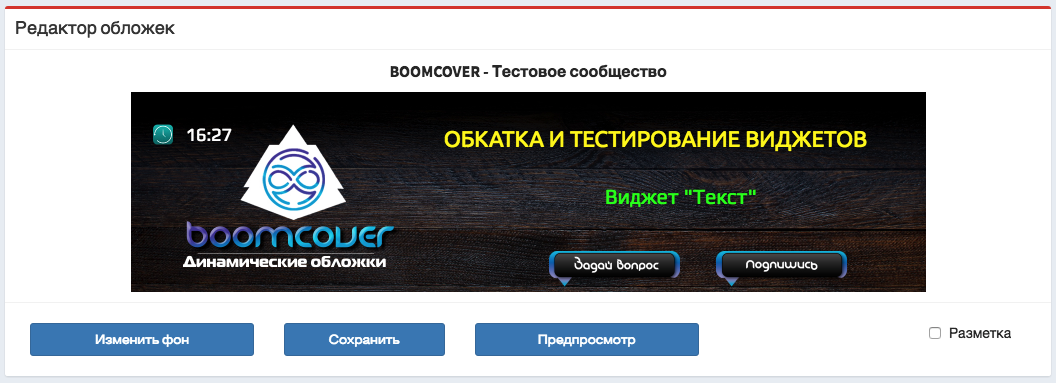 Редактор обложек
BOOMCOVER - Тестовое сообщество
16:27
ОБКАТКА И ТЕСТИРОВАНИЕ ВИДЖЕТОВ
Виджет "Текст"
boomcover
Динамические обложки
Задай вопрос
Подпишись
Изменить фон
Сохранить
Предпросмотр
Разметка